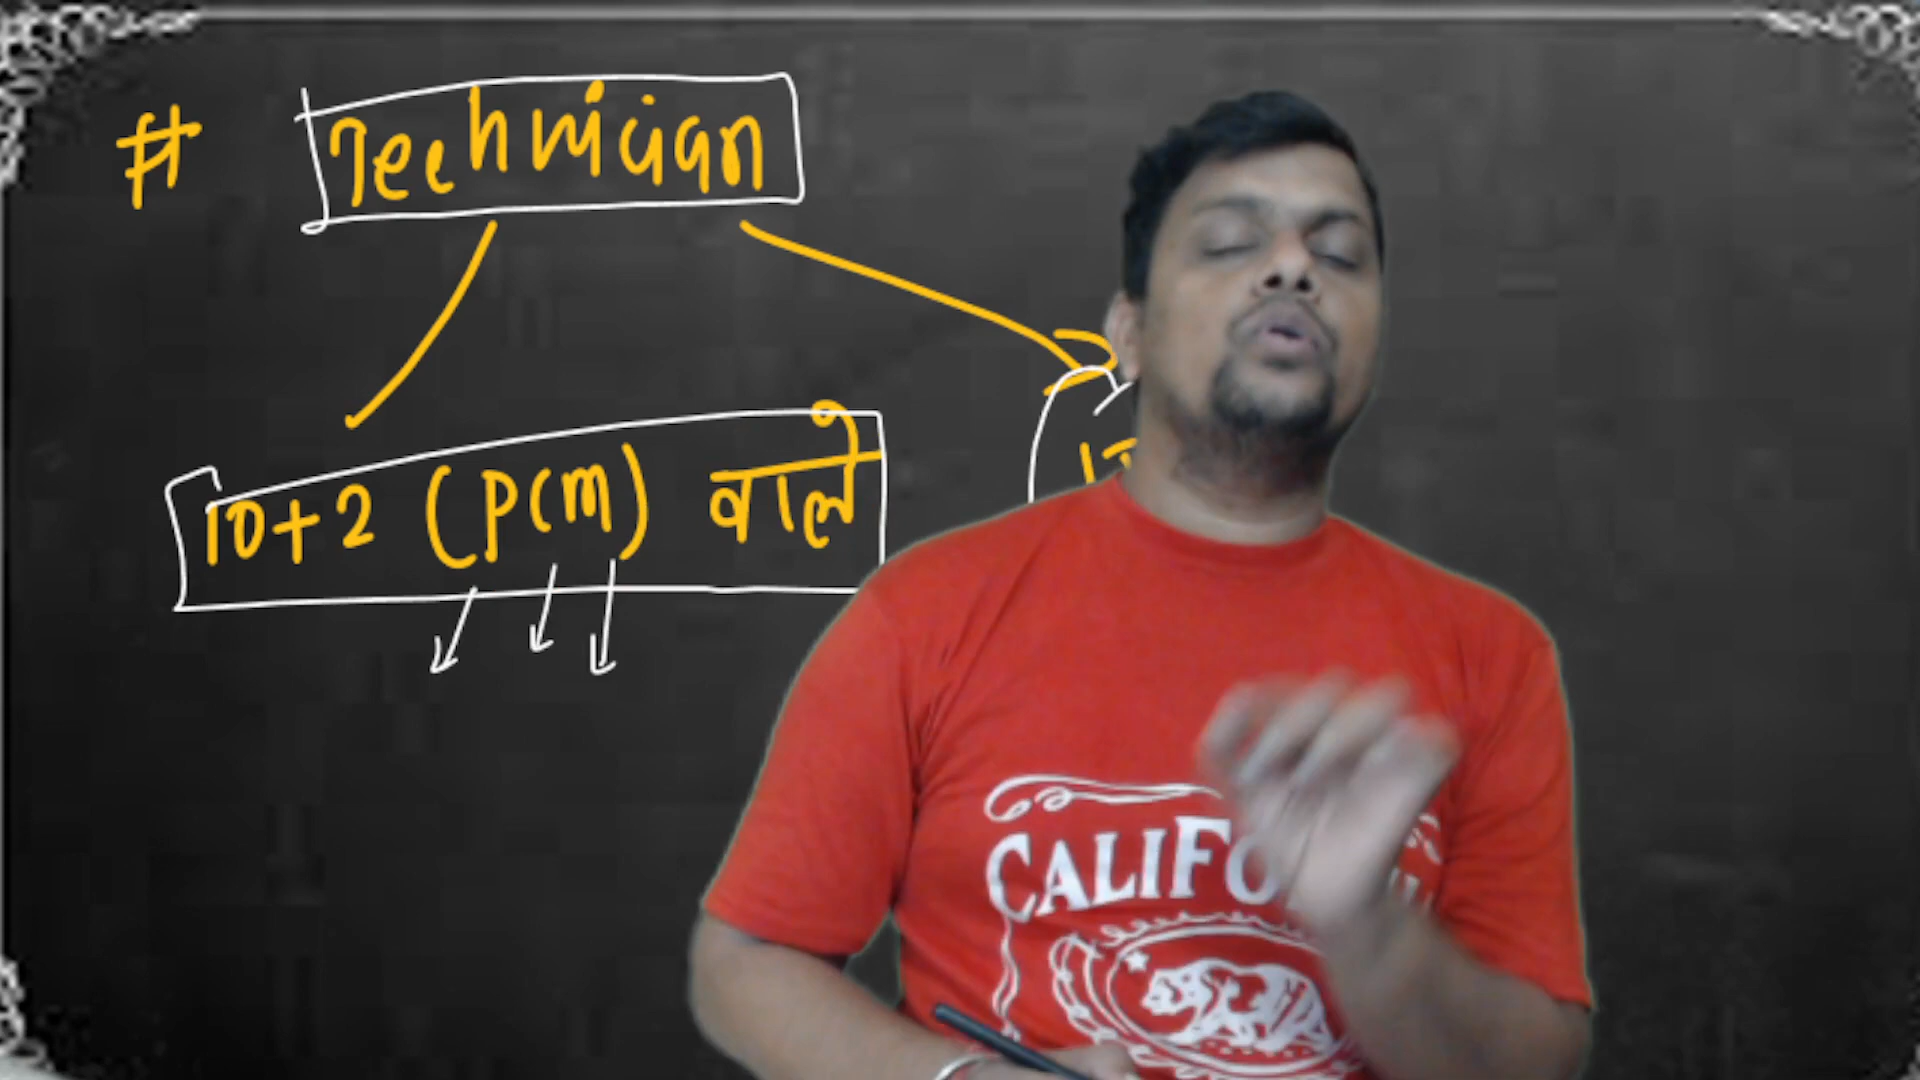 # Technician
10+2 (PCM) वाले
CALIFO